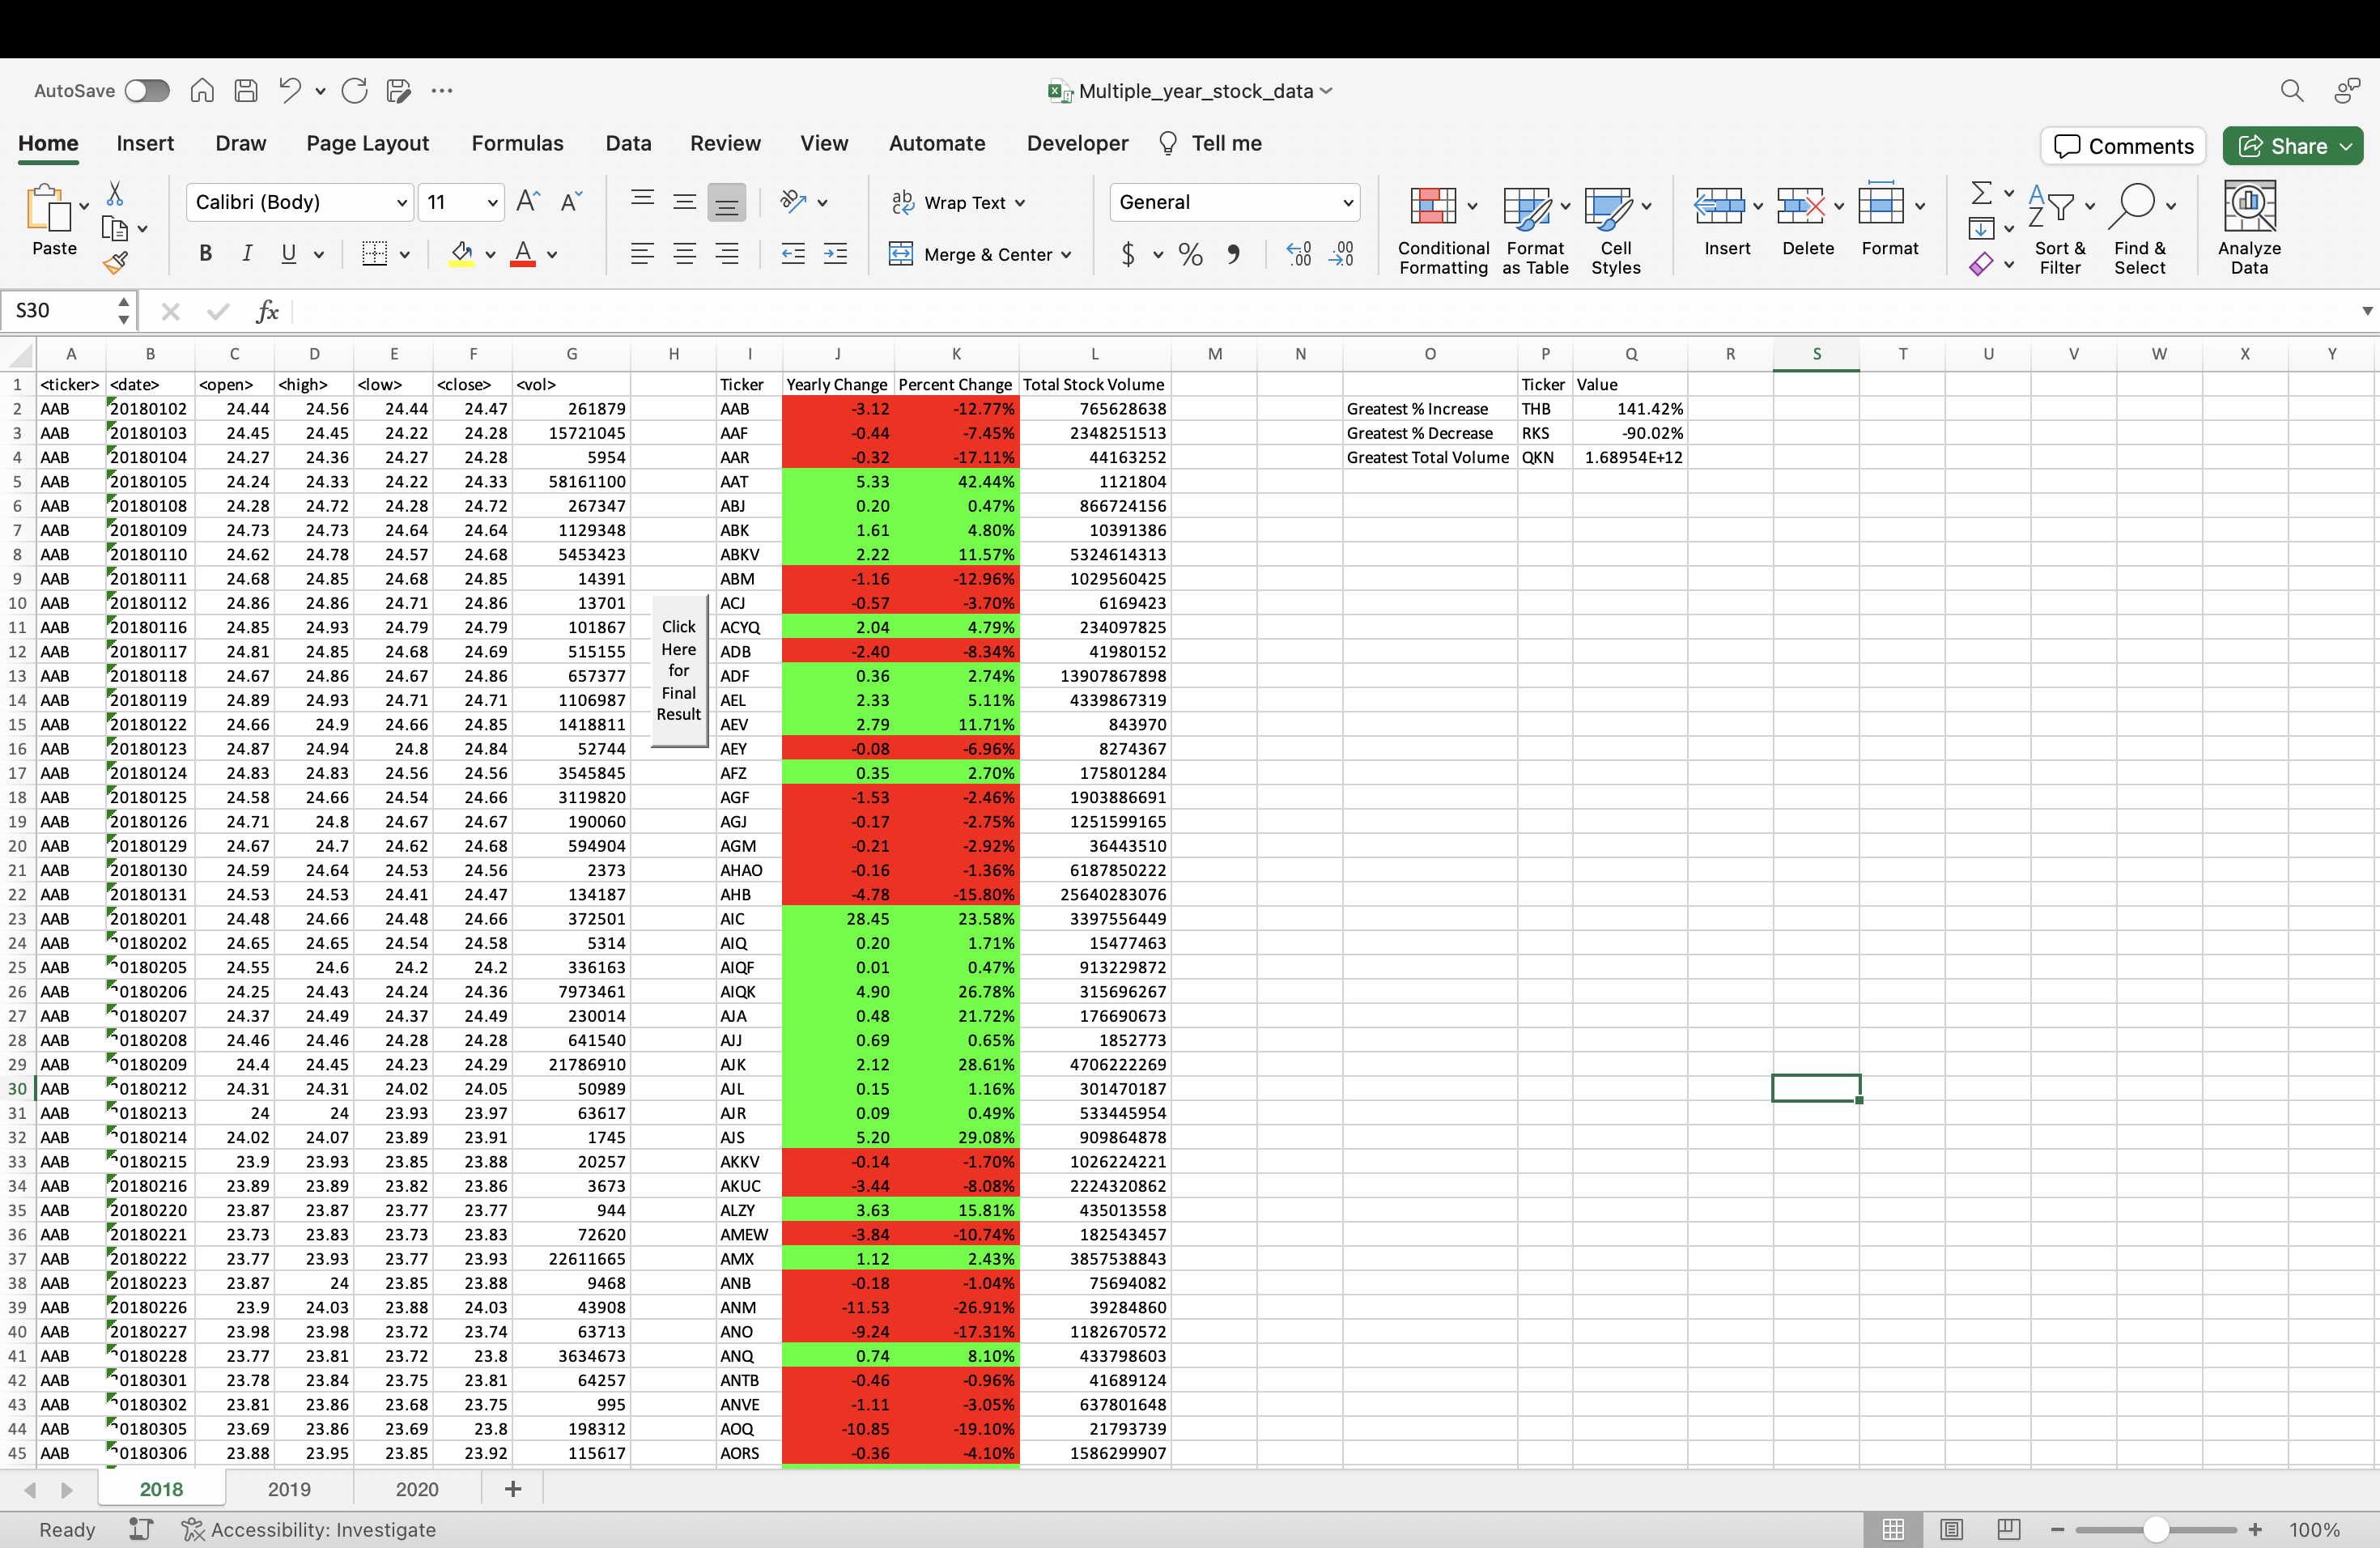 AutoSave
Multiple_year_stock_data
Home Insert Draw Page Layout Formulas Data Review View Automate Developer Tell me Comments Share
Paste Calibri (Body) 11 Wrap Text General
B I U Merge & Center $ % Conditional Formatting Format as Table Cell Styles Insert Delete Format Sort & Filter Find & Select Analyze Data
S30 fx
A B C D E F G H I J K L M N O P Q R S T U V W X Y
1 <ticker> <date> <open> <high> <low> <close> <vol> Ticker Yearly Change Percent Change Total Stock Volume Ticker Value
2 AAB 20180102 24.44 24.56 24.44 24.47 261879 AAB -3.12 -12.77% 765628638 Greatest % Increase THB 141.42%
3 AAB 20180103 24.45 24.45 24.22 24.28 15721045 AAF -0.44 -7.45% 2348251513 Greatest % Decrease RKS -90.02%
4 AAB 20180104 24.27 24.36 24.27 24.28 5954 AAR -0.32 -17.11% 44163252 Greatest Total Volume QKN 1.68954E+12
5 AAB 20180105 24.24 24.33 24.22 24.33 58161100 AAT 5.33 42.44% 1121804
6 AAB 20180108 24.28 24.72 24.28 24.72 267347 ABJ 0.20 0.47% 866724156
7 AAB 20180109 24.73 24.73 24.64 24.64 1129348 ABK 1.61 4.80% 10391386
8 AAB 20180110 24.62 24.78 24.57 24.68 5453423 ABKV 2.22 11.57% 5324614313
9 AAB 20180111 24.68 24.85 24.68 24.85 14391 ABM -1.16 -12.96% 1029560425
10 AAB 20180112 24.86 24.86 24.71 24.86 13701 ACJ -0.57 -3.70% 6169423
11 AAB 20180116 24.85 24.93 24.79 24.79 101867 ACYQ 2.04 4.79% 234097825
12 AAB 20180117 24.81 24.85 24.68 24.69 515155 ADB -2.40 -8.34% 41980152
13 AAB 20180118 24.67 24.86 24.67 24.86 657377 ADF 0.36 2.74% 13907867898
14 AAB 20180119 24.89 24.93 24.71 24.71 1106987 AEL 2.33 5.11% 4339867319
15 AAB 20180122 24.66 24.9 24.66 24.85 1418811 AEV 2.79 11.71% 843970
16 AAB 20180123 24.87 24.94 24.8 24.84 52744 AEY -0.08 -6.96% 8274367
Click
Here
for
Final
Result
17 AAB 20180124 24.83 24.83 24.56 24.56 3545845 AFZ 0.35 2.70% 175801284
18 AAB 20180125 24.58 24.66 24.54 24.66 3119820 AGF -1.53 -2.46% 1903886691
19 AAB 20180126 24.71 24.8 24.67 24.67 190060 AGJ -0.17 -2.75% 1251599165
20 AAB 20180129 24.67 24.7 24.62 24.68 594904 AGM -0.21 -2.92% 36443510
21 AAB 20180130 24.59 24.64 24.53 24.56 2373 AHAO -0.16 -1.36% 6187850222
22 AAB 20180131 24.53 24.53 24.41 24.47 134187 AHB -4.78 -15.80% 25640283076
23 AAB 20180201 24.48 24.66 24.48 24.66 372501 AIC 28.45 23.58% 3397556449
24 AAB 20180202 24.65 24.65 24.54 24.58 5314 AIQ 0.20 1.71% 15477463
25 AAB 20180205 24.55 24.6 24.2 24.2 336163 AIQF 0.01 0.47% 913229872
26 AAB 20180206 24.25 24.43 24.24 24.36 7973461 AIQK 4.90 26.78% 315696267
27 AAB 20180207 24.37 24.49 24.37 24.49 230014 AJA 0.48 21.72% 176690673
28 AAB 20180208 24.46 24.46 24.28 24.28 641540 AJJ 0.69 0.65% 1852773
29 AAB 20180209 24.4 24.45 24.23 24.29 21786910 AJK 2.12 28.61% 4706222269
30 AAB 20180212 24.31 24.31 24.02 24.05 50989 AJL 0.15 1.16% 301470187
31 AAB 20180213 24 24 23.93 23.97 63617 AJR 0.09 0.49% 533445954
32 AAB 20180214 24.02 24.07 23.89 23.91 1745 AJS 5.20 29.08% 909864878
33 AAB 20180215 23.9 23.93 23.85 23.88 20257 AKKV -0.14 -1.70% 1026224221
34 AAB 20180216 23.89 23.89 23.82 23.86 3673 AKUC -3.44 -8.08% 2224320862
35 AAB 20180220 23.87 23.87 23.77 23.77 944 ALZY 3.63 15.81% 435013558
36 AAB 20180221 23.73 23.83 23.73 23.83 72620 AMEW -3.84 -10.74% 182543457
37 AAB 20180222 23.77 23.93 23.77 23.93 22611665 AMX 1.12 2.43% 3857538843
38 AAB 20180223 23.87 24 23.85 23.88 9468 ANB -0.18 -1.04% 75694082
39 AAB 20180226 23.9 24.03 23.88 24.03 43908 ANM -11.53 -26.91% 39284860
40 AAB 20180227 23.98 23.98 23.72 23.74 63713 ANO -9.24 -17.31% 1182670572
41 AAB 20180228 23.77 23.81 23.72 23.8 3634673 ANQ 0.74 8.10% 433798603
42 AAB 20180301 23.78 23.84 23.75 23.81 64257 ANTB -0.46 -0.96% 41689124
43 AAB 20180302 23.81 23.86 23.68 23.75 995 ANVE -1.11 -3.05% 637801648
44 AAB 20180305 23.69 23.86 23.69 23.8 198312 AOQ -10.85 -19.10% 21793739
45 AAB 20180306 23.88 23.95 23.85 23.92 115617 AORS -0.36 -4.10% 1586299907
2018 2019 2020 +
Ready Accessibility: Investigate 100%